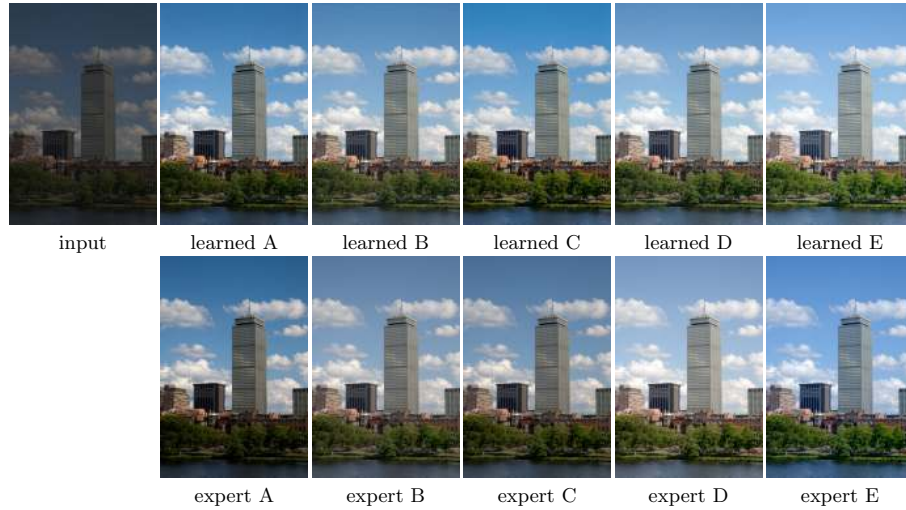 input
learned A
learned B
learned C
learned D
learned E
expert A
expert B
expert C
expert D
expert E